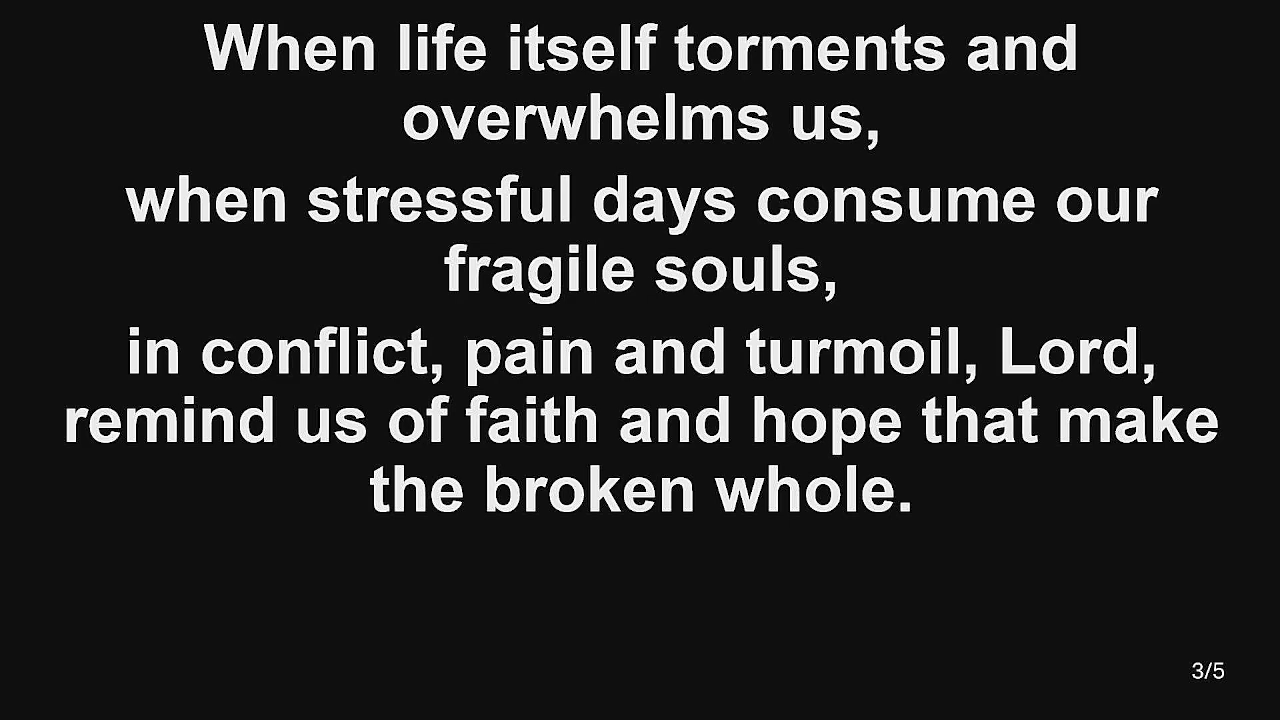 When life itself torments and
overwhelms us,
when stressful days consume our
fragile souls,
in conflict, pain and turmoil, Lord,
remind us of faith and hope that make
the broken whole.
3/5